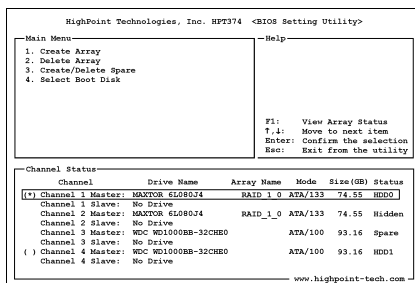 HighPoint Technologies, Inc. HPT374 <BIOS Setting Utility>
Main Menu
1. Create Array
2. Delete Array
3. Create/Delete Spare
4. Select Boot Disk
Help
F1: View Array Status
↑,↓: Move to next item
Enter: Confirm the selection
Esc: Exit from the utility
Channel Status
Channel Drive Name Array Name Mode Size(GB) Status
(*) Channel 1 Master: MAXTOR 6L080J4 RAID_1_0 ATA/133 74.55 HDD0
Channel 1 Slave: No Drive
Channel 2 Master: MAXTOR 6L080J4 RAID_1_0 ATA/133 74.55 Hidden
Channel 2 Slave: No Drive
Channel 3 Master: WDC WD1000BB-32CHE0 ATA/100 93.16 Spare
Channel 3 Slave: No Drive
( ) Channel 4 Master: WDC WD1000BB-32CHE0 ATA/100 93.16 HDD1
Channel 4 Slave: No Drive
www.highpoint-tech.com